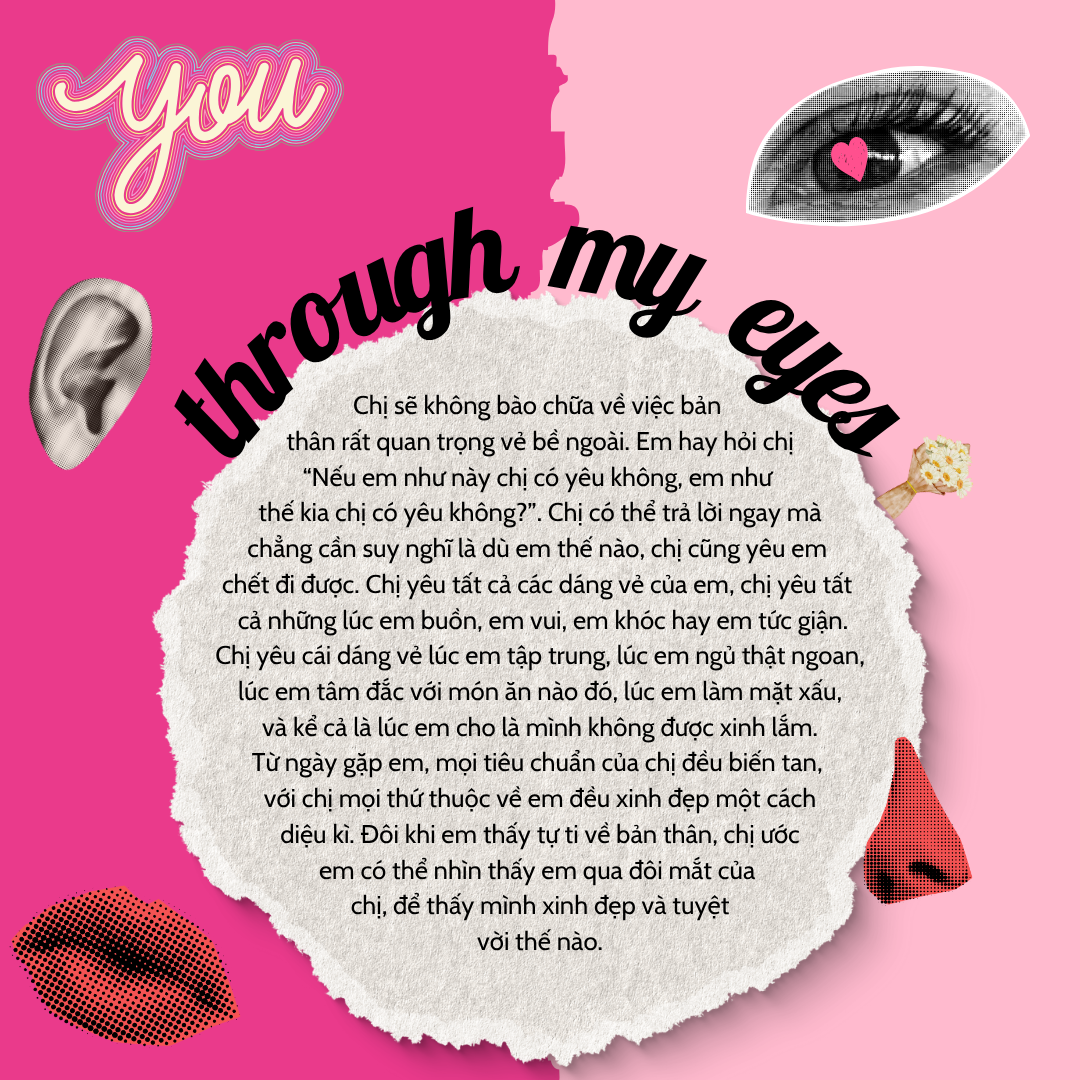 you
through my eyes
Chị sẽ không bào chữa về việc bản
thân rất quan trọng vẻ bề ngoài. Em hay hỏi chị
“Nếu em như này chị có yêu không, em như
thế kia chị có yêu không?”. Chị có thể trả lời ngay mà
chẳng cần suy nghĩ là dù em thế nào, chị cũng yêu em
chết đi được. Chị yêu tất cả các dáng vẻ của em, chị yêu tất
cả những lúc em buồn, em vui, em khóc hay em tức giận.
Chị yêu cái dáng vẻ lúc em tập trung, lúc em ngủ thật ngoan,
lúc em tâm đắc với món ăn nào đó, lúc em làm mặt xấu,
và kể cả là lúc em cho là mình không được xinh lắm.
Từ ngày gặp em, mọi tiêu chuẩn của chị đều biến tan,
với chị mọi thứ thuộc về em đều xinh đẹp một cách
diệu kì. Đôi khi em thấy tự ti về bản thân, chị ước
em có thể nhìn thấy em qua đôi mắt của
chị, để thấy mình xinh đẹp và tuyệt
vời thế nào.